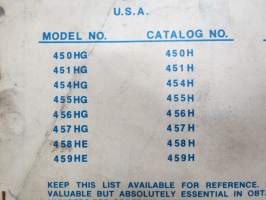 U.S.A.
MODEL NO. CATALOG NO.
450HG 450H
451HG 451H
454HG 454H
455HG 455H
456HG 456H
457HG 457H
458HE 458H
459HE 459H
KEEP THIS LIST AVAILABLE FOR REFERENCE.
VALUABLE BUT ABSOLUTELY ESSENTIAL IN OBT